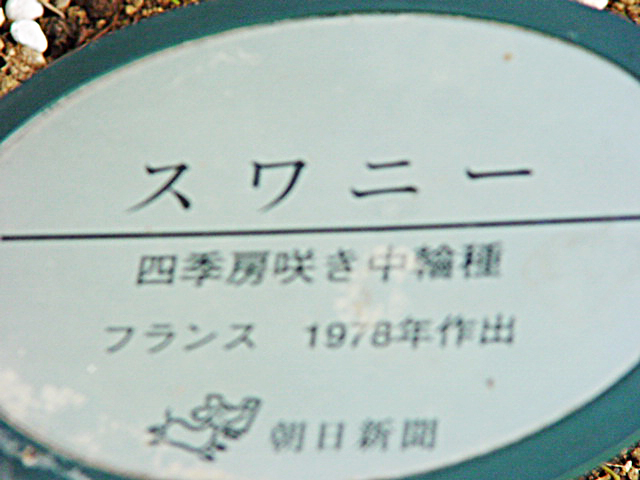 スワニー
四季房咲き中輪種
フランス　1978年作出
朝日新聞